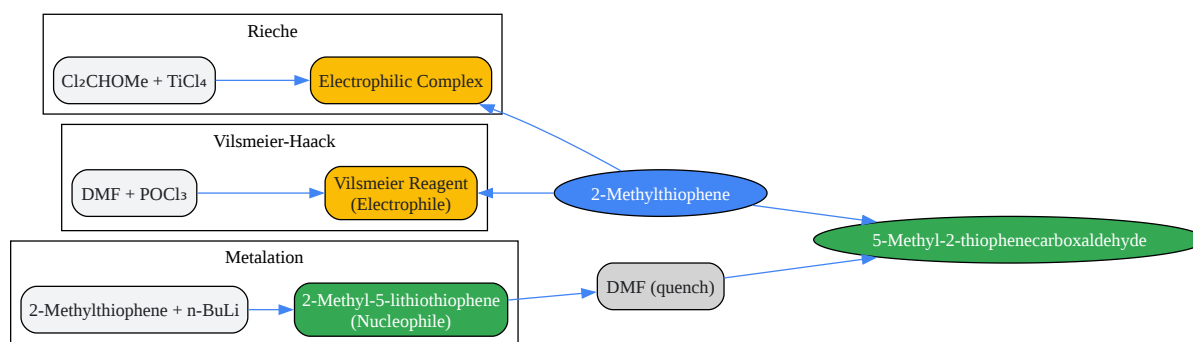 Rieche
Cl₂CHOMe + TiCl₄
Electrophilic Complex
Vilsmeier-Haack
DMF + POCl₃
Vilsmeier Reagent
(Electrophile)
2-Methylthiophene
5-Methyl-2-thiophenecarboxaldehyde
Metalation
2-Methylthiophene + n-BuLi
2-Methyl-5-lithiothiophene
(Nucleophile)
DMF (quench)